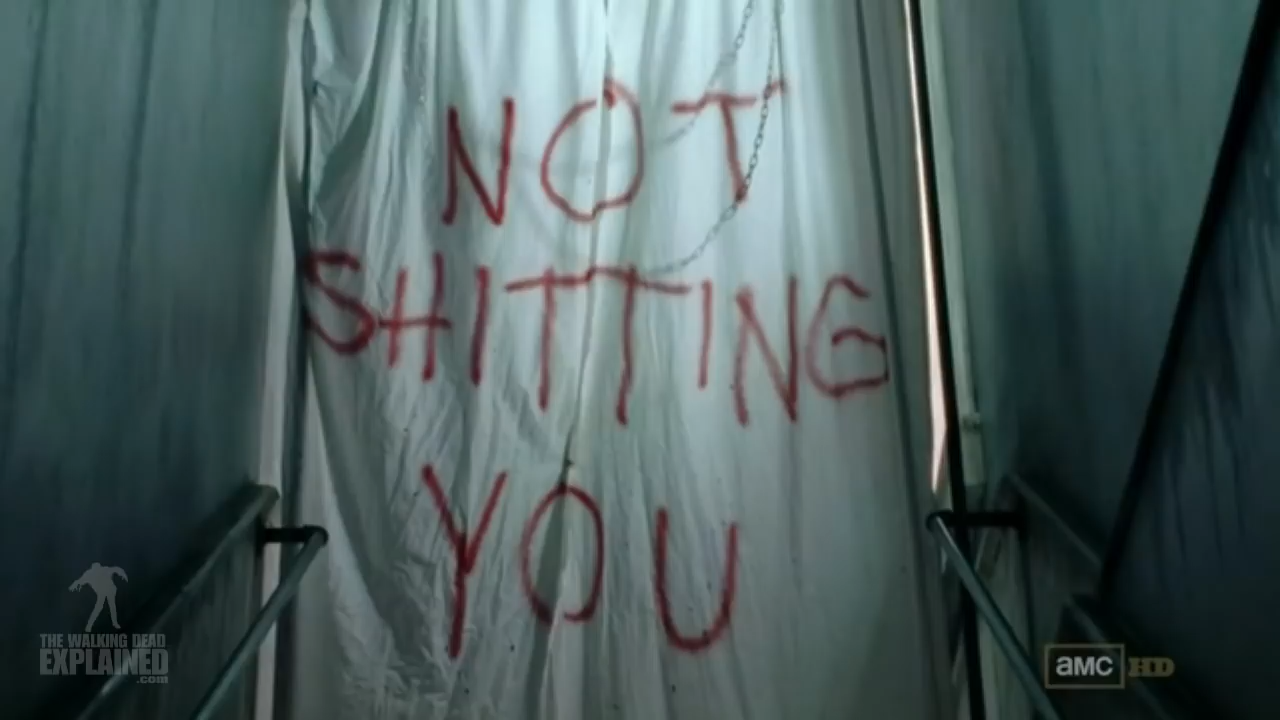 NOT
SHITTING
YOU
THE WALKING DEAD
EXPLAINED
.com
amc HD